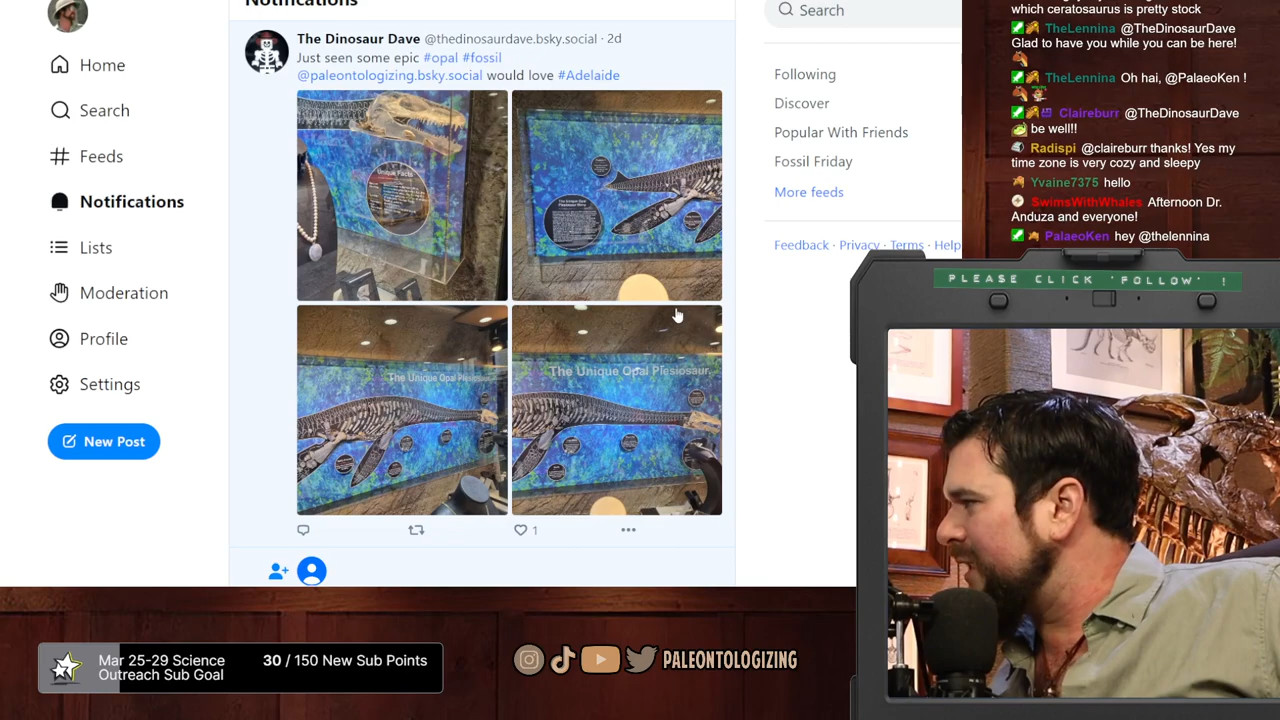 Notifications
Home
Search
Feeds
Notifications
Lists
Moderation
Profile
Settings
New Post
The Dinosaur Dave @thedinosaurdave.bsky.social · 2d
Just seen some epic #opal #fossil
@paleontologizing.bsky.social would love #Adelaide
Unique Facts
The Unique Opal Plesiosaur
The Unique Opal Plesiosaur.
1
Search
Following
Discover
Popular With Friends
Fossil Friday
More feeds
Feedback · Privacy · Terms · Help
which ceratosaurus is pretty stock
TheLennina @TheDinosaurDave
Glad to have you while you can be here!
TheLennina Oh hai, @PalaeoKen !
Claireburr @TheDinosaurDave
be well!!
Radispi @claireburr thanks! Yes my
time zone is very cozy and sleepy
Yvaine7375 hello
SwimsWithWhales Afternoon Dr.
Anduza and everyone!
PalaeoKen hey @thelennina
PLEASE CLICK 'FOLLOW' !
Mar 25-29 Science
Outreach Sub Goal
30 / 150 New Sub Points
PALEONTOLOGIZING